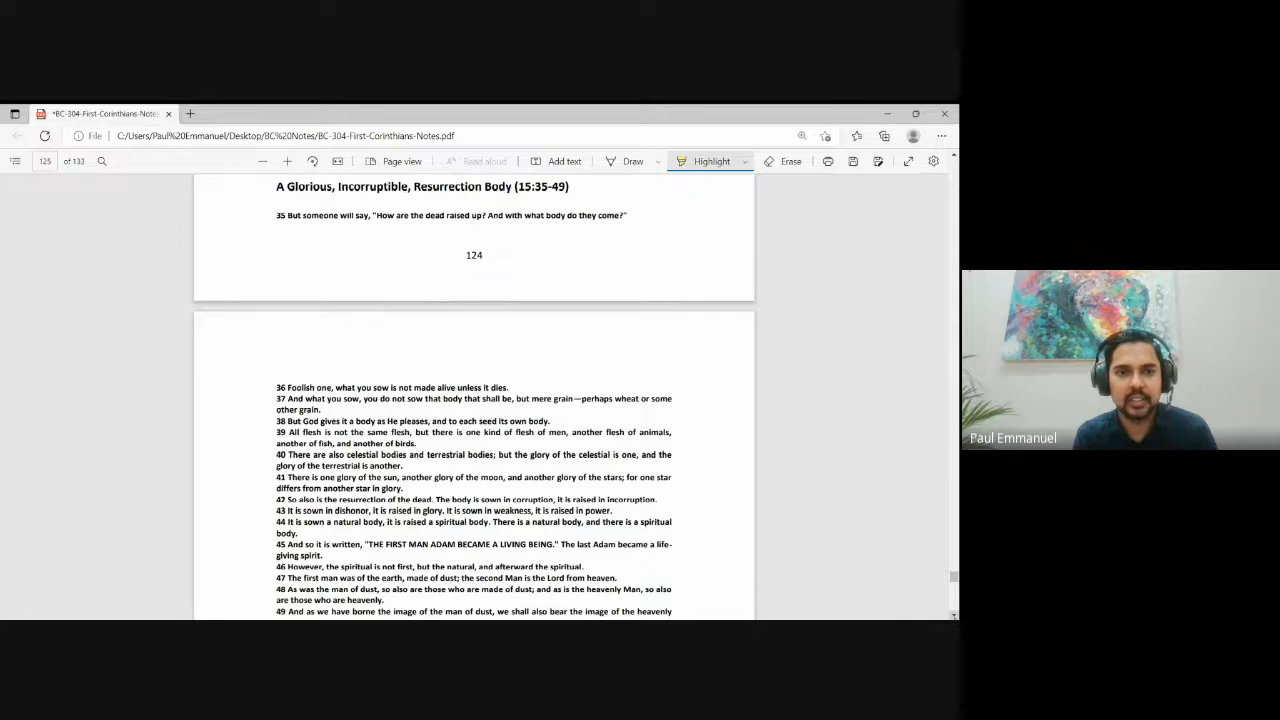 *BC-304-First-Corinthians-Notes
File
C:/Users/Paul%20Emmanuel/Desktop/BC%20Notes/BC-304-First-Corinthians-Notes.pdf
125 of 133
Page view
Read aloud
Add text
Draw
Highlight
Erase
A Glorious, Incorruptible, Resurrection Body (15:35-49)
35 But someone will say, "How are the dead raised up? And with what body do they come?"
124
36 Foolish one, what you sow is not made alive unless it dies.
37 And what you sow, you do not sow that body that shall be, but mere grain—perhaps wheat or some
other grain.
38 But God gives it a body as He pleases, and to each seed its own body.
39 All flesh is not the same flesh, but there is one kind of flesh of men, another flesh of animals,
another of fish, and another of birds.
40 There are also celestial bodies and terrestrial bodies; but the glory of the celestial is one, and the
glory of the terrestrial is another.
41 There is one glory of the sun, another glory of the moon, and another glory of the stars; for one star
differs from another star in glory.
42 So also is the resurrection of the dead. The body is sown in corruption, it is raised in incorruption.
43 It is sown in dishonor, it is raised in glory. It is sown in weakness, it is raised in power.
44 It is sown a natural body, it is raised a spiritual body. There is a natural body, and there is a spiritual
body.
45 And so it is written, "THE FIRST MAN ADAM BECAME A LIVING BEING." The last Adam became a life-
giving spirit.
46 However, the spiritual is not first, but the natural, and afterward the spiritual.
47 The first man was of the earth, made of dust; the second Man is the Lord from heaven.
48 As was the man of dust, so also are those who are made of dust; and as is the heavenly Man, so also
are those who are heavenly.
49 And as we have borne the image of the man of dust, we shall also bear the image of the heavenly
Paul Emmanuel